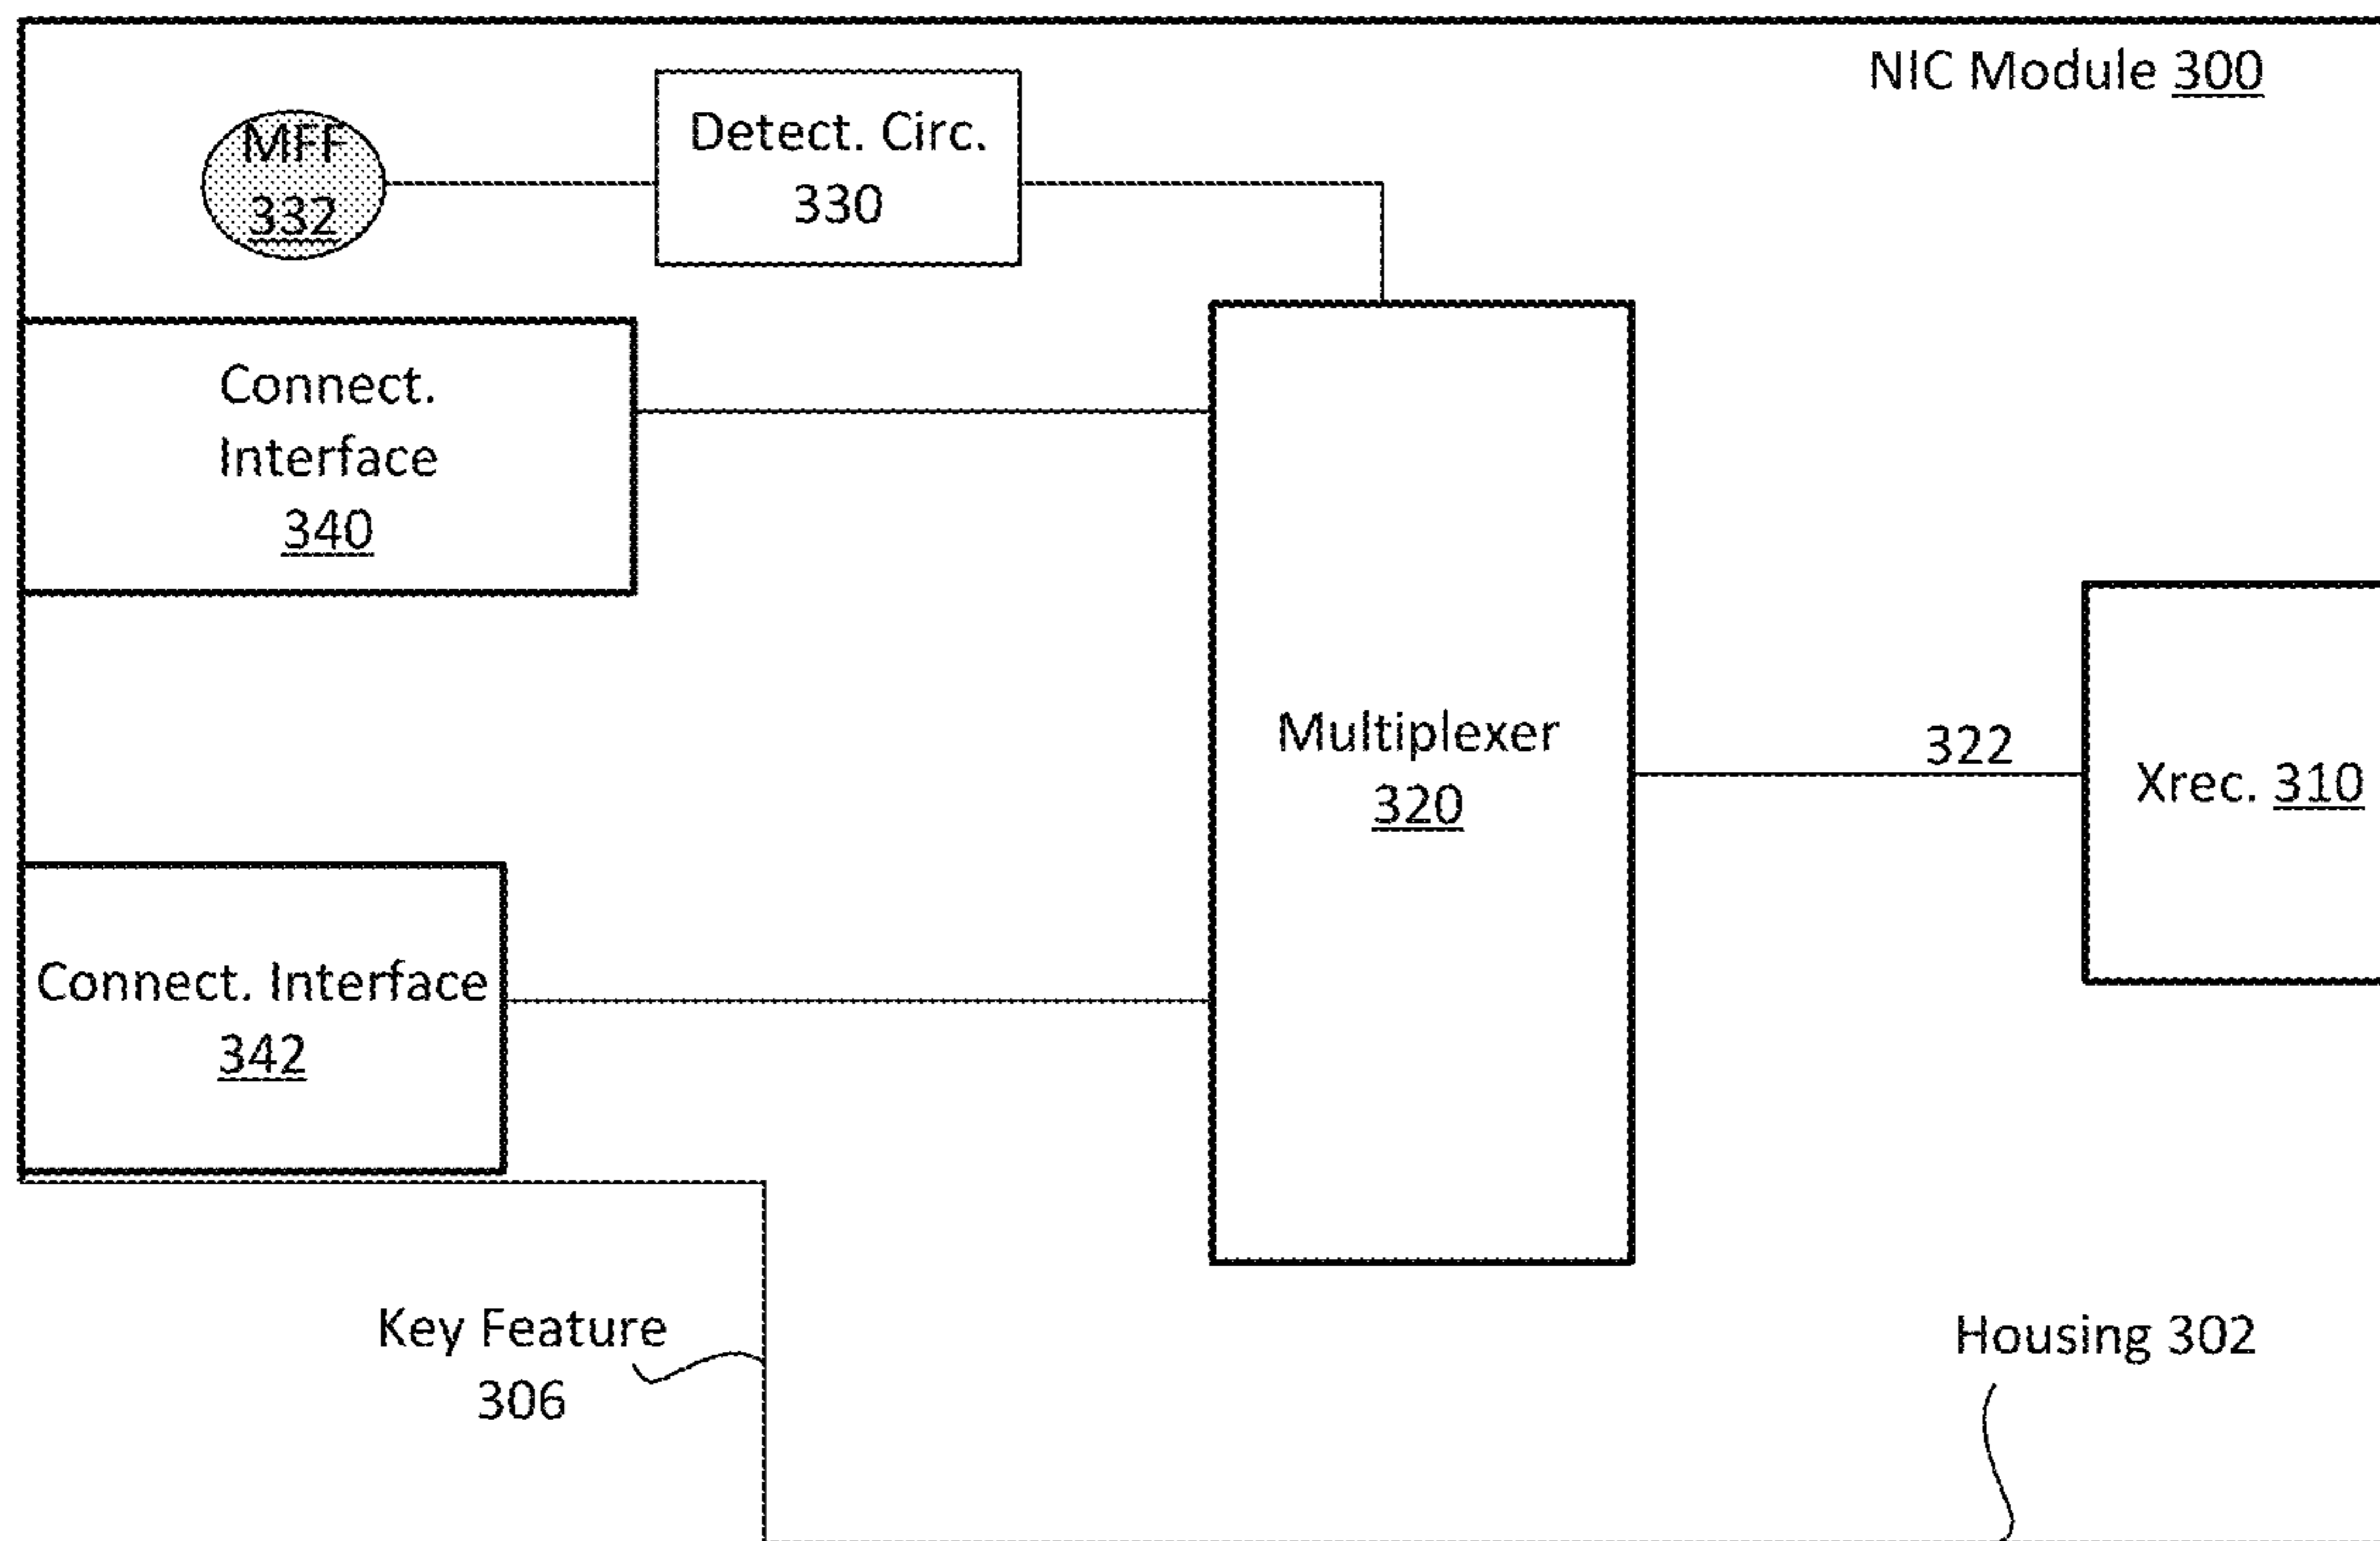 NIC Module 300
MFF
332
Detect. Circ.
330
Connect.
Interface
340
Multiplexer
320
322
Xrec. 310
Connect. Interface
342
Key Feature
306
Housing 302